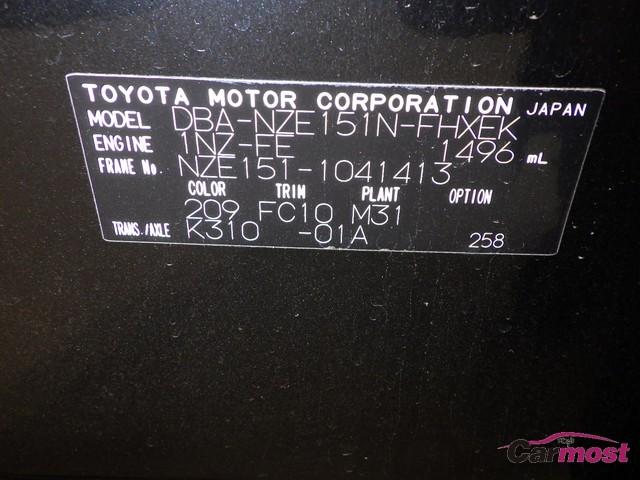 TOYOTA MOTOR CORPORATION JAPAN
MODEL DBA-NZE151N-FHXEK
ENGINE 1NZ-FE 1496 mL
FRAME No. NZE151-1041413
COLOR TRIM PLANT OPTION
209 FC10 M31
TRANS./AXLE K310 -01A 258
Carmost